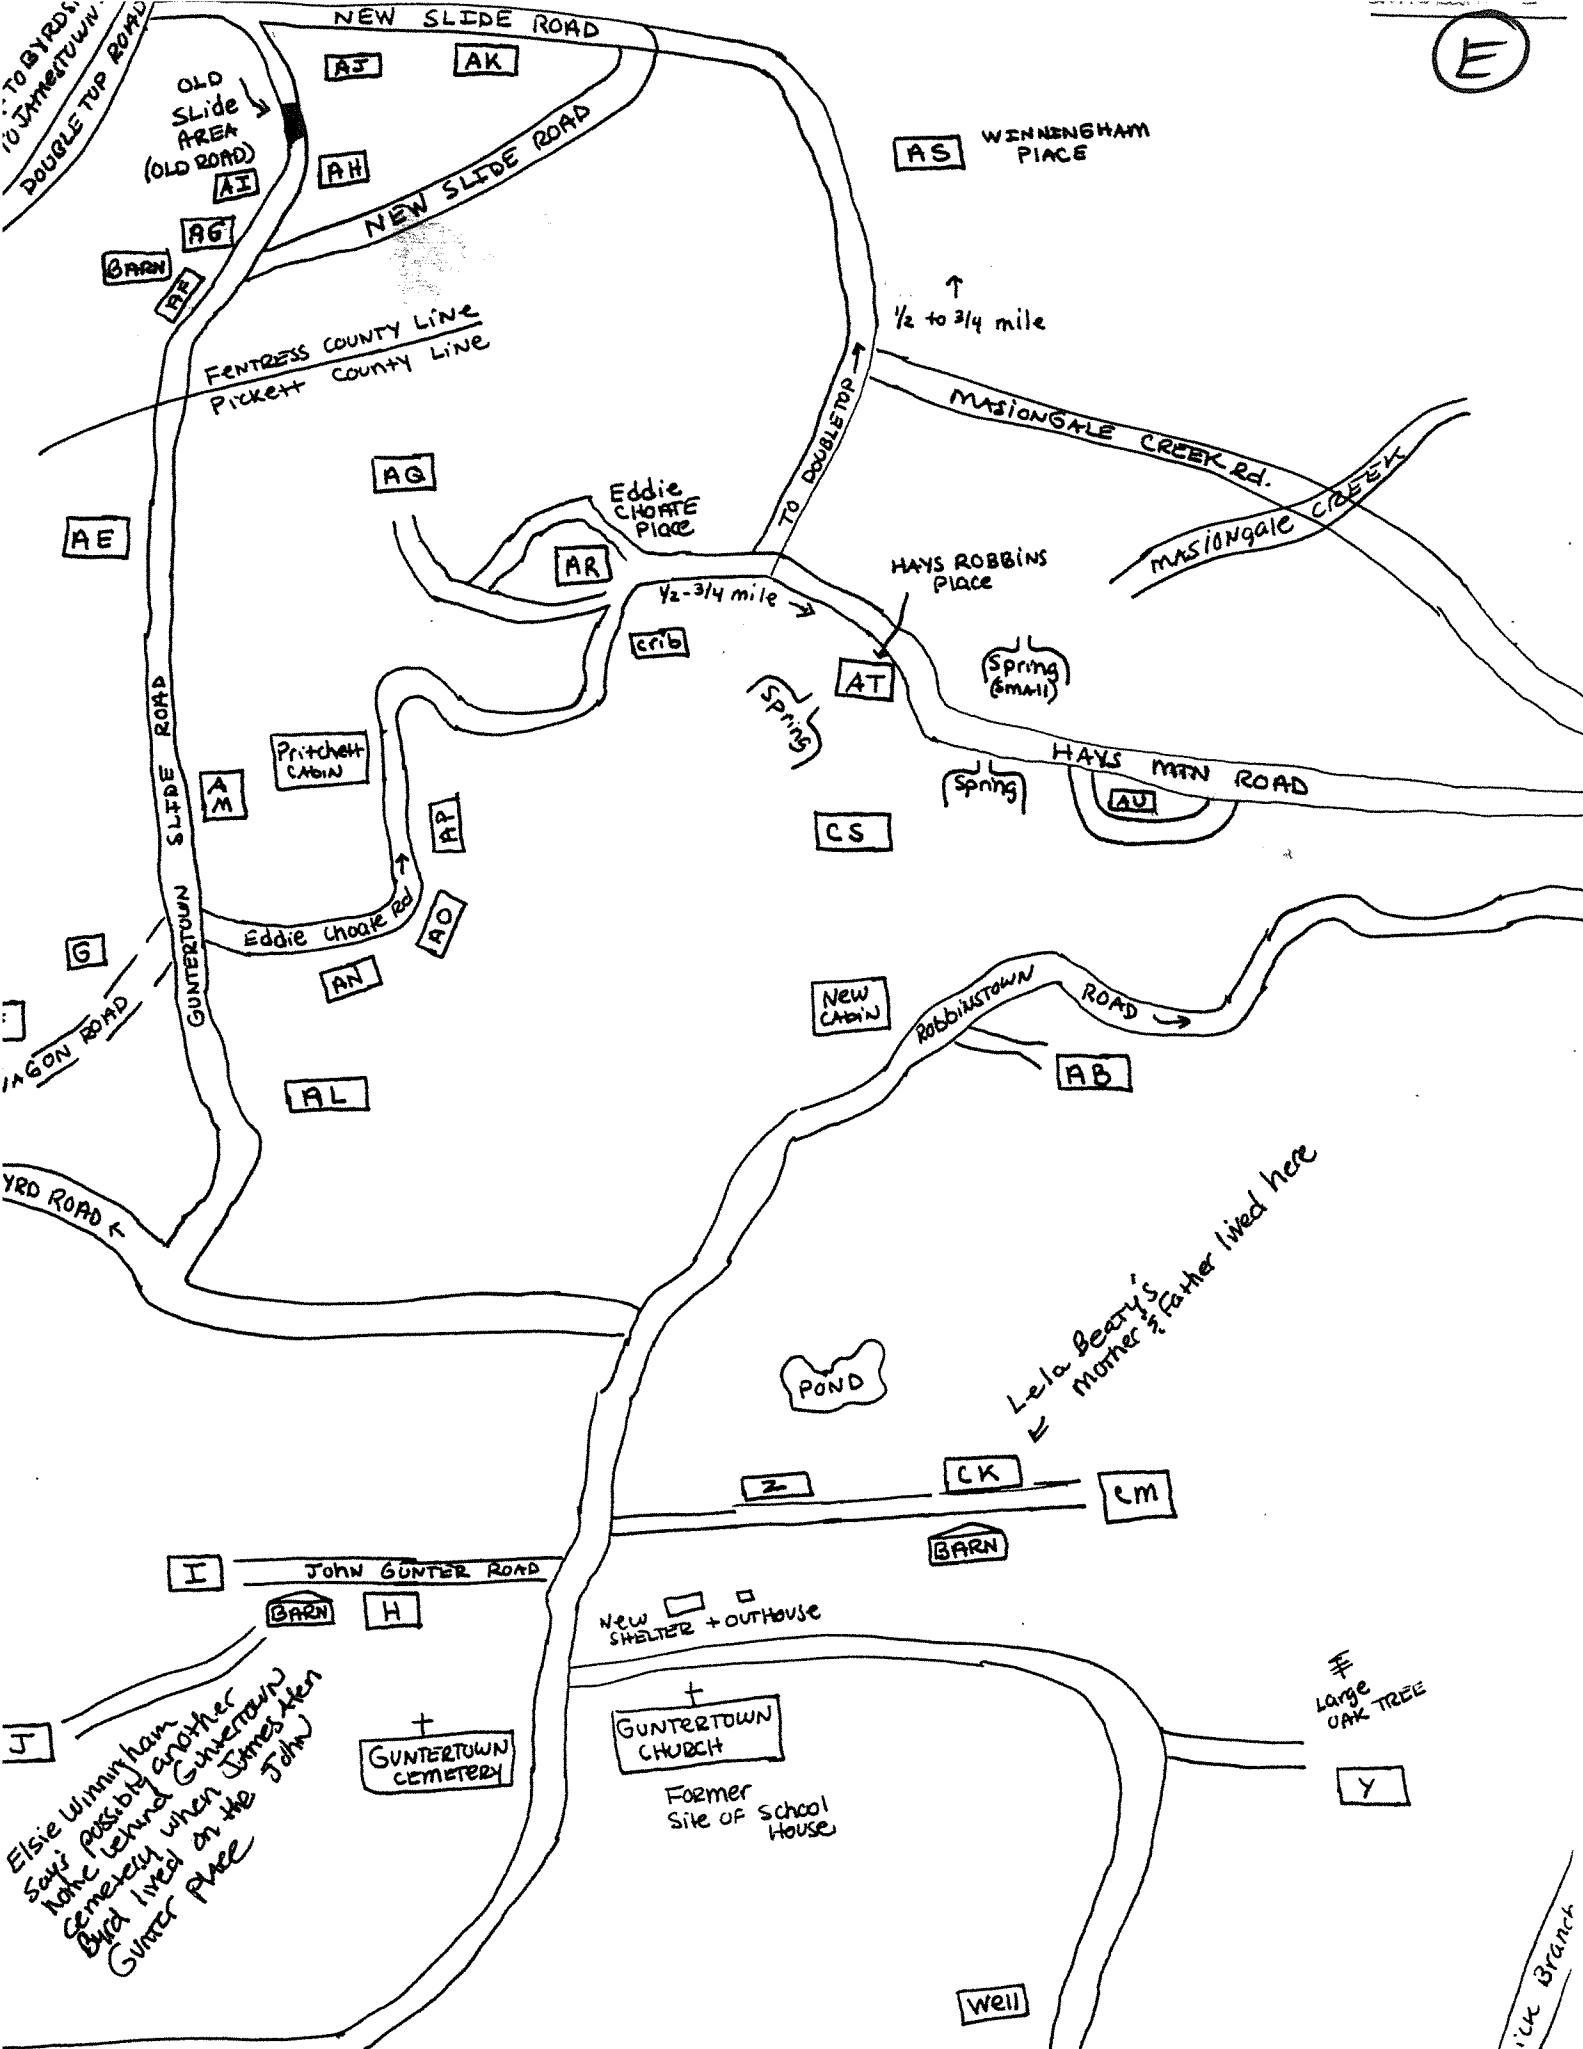 NEW SLIDE ROAD
E
TO BYRDS
TO JAMESTOWN
DOUBLE TOP ROAD
AJ
AK
OLD
SLide
AREA
(OLD ROAD)
AS
WINNINGHAM
PLACE
AH
AI
NEW SLIDE ROAD
AG
BARN
AF
↑
1/2 to 3/4 mile
FENTRESS COUNTY LINE
Pickett County Line
TO DOUBLETOP →
MASIONGALE CREEK Rd.
MASIONgale CREEK
AQ
Eddie
CHOATE
Place
AE
AR
HAYS ROBBINS
PLace
1/2-3/4 mile →
crib
AT
Spring
(SMAll)
Spring
GUNTERTOWN SLIDE ROAD
Pritchett
CABIN
AM
Spring
HAYS MTN ROAD
AU
AP
CS
Eddie Choate Rd
AO
G
AN
New
CABIN
ROBBINSTOWN ROAD →
AGON ROAD
AB
AL
YRD ROAD
Lela Beaty's
mother & Father lived here
POND
Z
CK
CM
BARN
I
JOhN GUNTER ROAD
BARN
H
New
SHELTER + OUTHOUSE
Large
OAK TREE
J
GUNTERTOWN
CEMETERY
GUNTERTOWN
CHURCH
Y
Former
Site OF School
House
Elsie Winningham
Says possibly another
home behind Guntertown
Cemetery when James Allen
Byrd lived on the John
Gunter Place
Well
ick Branch